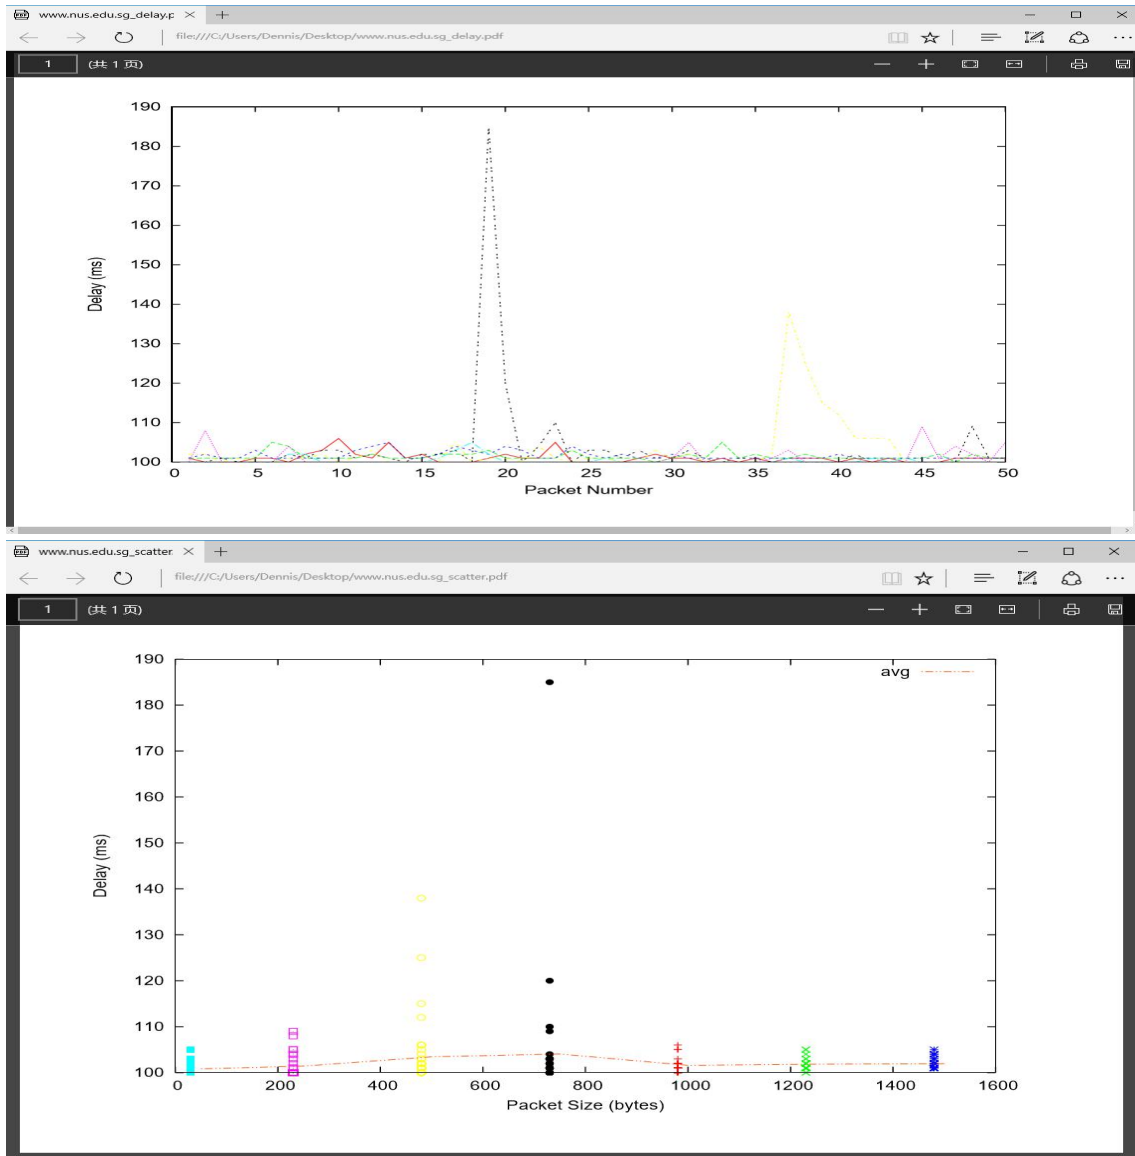 www.nus.edu.sg_delay.p
file:///C:/Users/Dennis/Desktop/www.nus.edu.sg_delay.pdf
1 (共 1 页)
190
180
170
160
150
140
130
120
110
100
Delay (ms)
0 5 10 15 20 25 30 35 40 45 50
Packet Number
www.nus.edu.sg_scatter
file:///C:/Users/Dennis/Desktop/www.nus.edu.sg_scatter.pdf
1 (共 1 页)
avg
190
180
170
160
150
140
130
120
110
100
Delay (ms)
0 200 400 600 800 1000 1200 1400 1600
Packet Size (bytes)